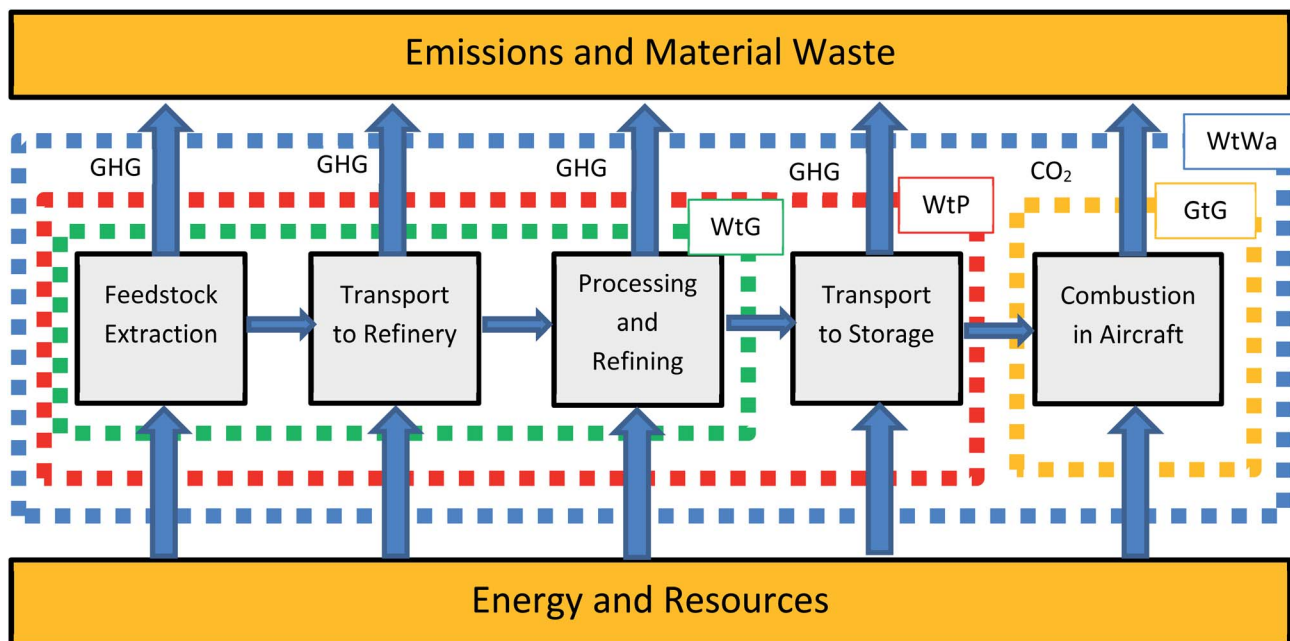 Emissions and Material Waste
WtWa
GHG
GHG
GHG
GHG
CO₂
WtP
GtG
WtG
Feedstock
Extraction
Transport
to Refinery
Processing
and
Refining
Transport
to Storage
Combustion
in Aircraft
Energy and Resources